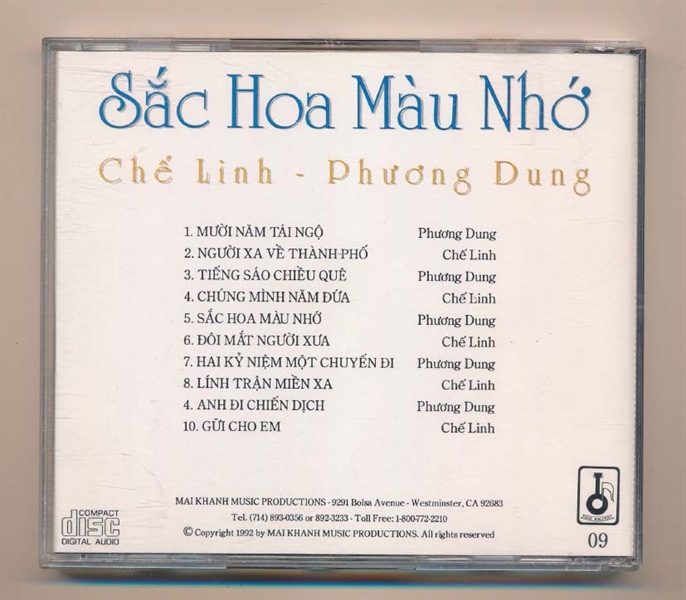 Sắc Hoa Màu Nhớ
Chế Linh - Phương Dung
1. MƯỜI NĂM TÁI NGỘ Phương Dung
2. NGƯỜI XA VỀ THÀNH PHỐ Chế Linh
3. TIẾNG SÁO CHIỀU QUÊ Phương Dung
4. CHÚNG MÌNH NĂM ĐỨA Chế Linh
5. SẮC HOA MÀU NHỚ Phương Dung
6. ĐÔI MẮT NGƯỜI XƯA Chế Linh
7. HAI KỶ NIỆM MỘT CHUYẾN ĐI Phương Dung
8. LÍNH TRẬN MIỀN XA Chế Linh
4. ANH ĐI CHIẾN DỊCH Phương Dung
10. GỮI CHO EM Chế Linh
MAI KHANH MUSIC PRODUCTIONS - 9291 Bolsa Avenue - Westminster, CA 92683
Tel. (714) 893-0356 or 892-3233 - Toll Free: 1-800-772-2210
© Copyright 1992 by MAI KHANH MUSIC PRODUCTIONS. All rights reserved
COMPACT
disc
DIGITAL AUDIO
09